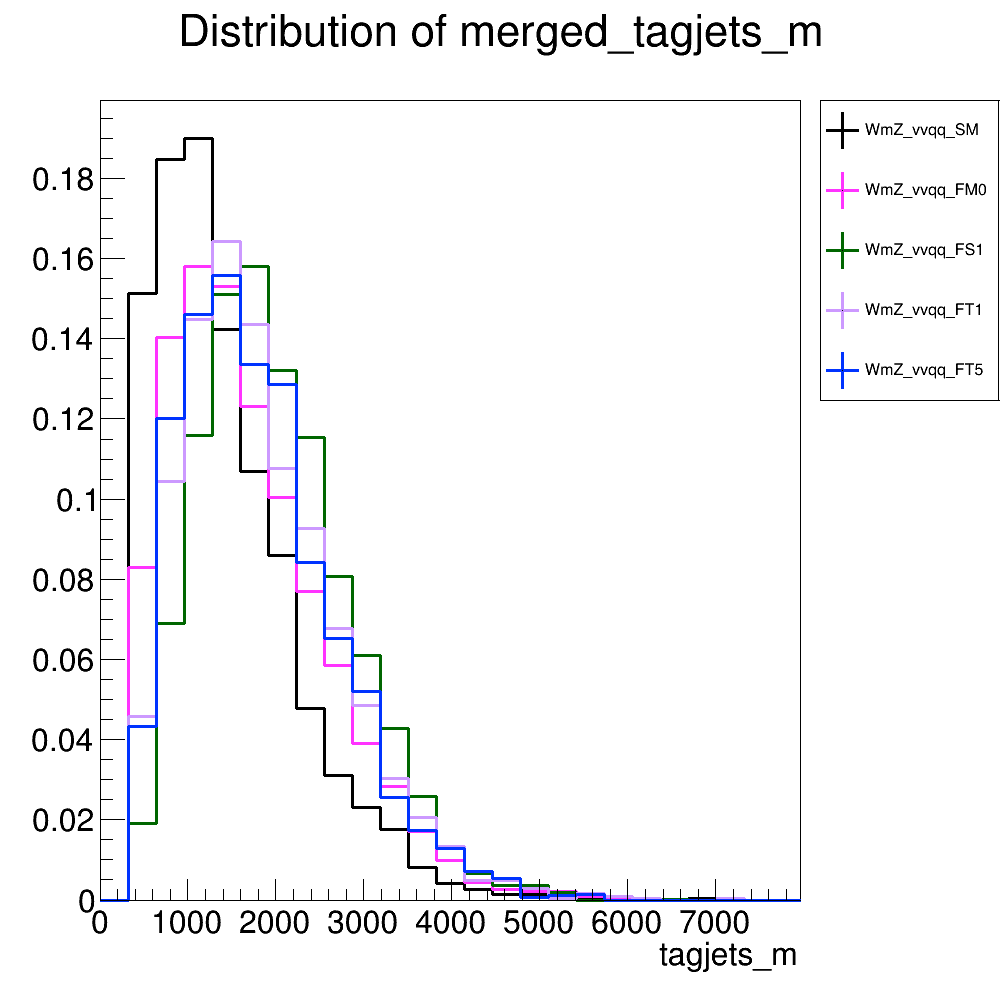 Distribution of merged_tagjets_m
WmZ_vvqq_SM
WmZ_vvqq_FM0
WmZ_vvqq_FS1
WmZ_vvqq_FT1
WmZ_vvqq_FT5
0.18
0.16
0.14
0.12
0.1
0.08
0.06
0.04
0.02
0
0 1000 2000 3000 4000 5000 6000 7000
tagjets_m